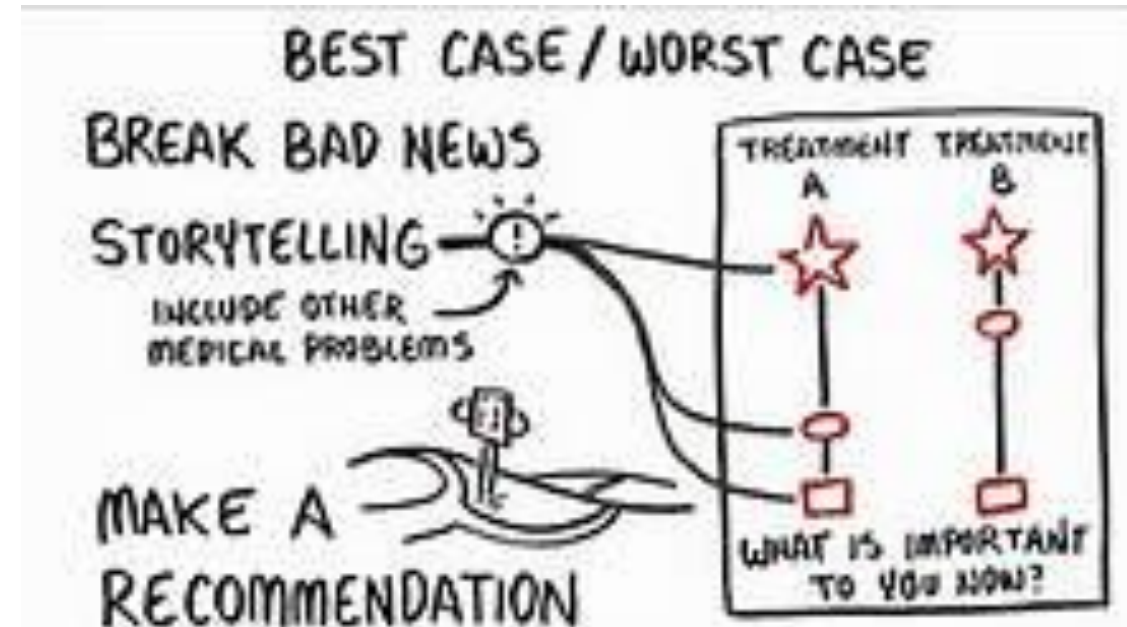 BEST CASE / WORST CASE
BREAK BAD NEWS
STORYTELLING
!
INCLUDE OTHER
MEDICAL PROBLEMS
MAKE A
RECOMMENDATION
TREATMENT TREATMENT
A B
WHAT IS IMPORTANT
TO YOU NOW?